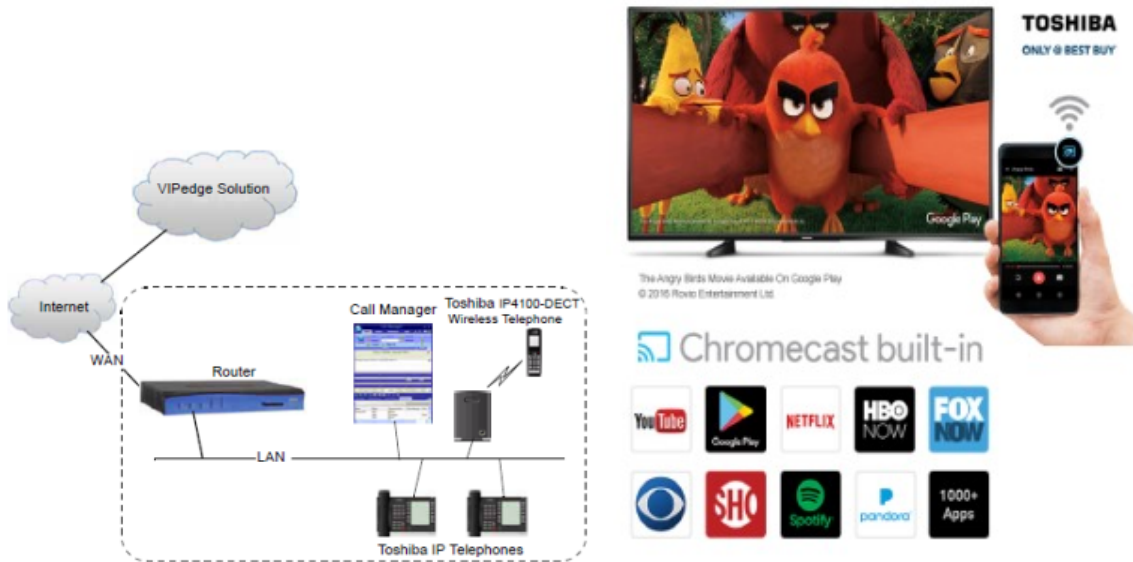 VIPedge Solution
Internet
WAN
Router
Call Manager
Toshiba IP4100-DECT
Wireless Telephone
LAN
Toshiba IP Telephones
TOSHIBA
ONLY @ BEST BUY
Google Play
The Angry Birds Movie Available On Google Play
© 2016 Rovio Entertainment Ltd.
Chromecast built-in
YouTube
Google Play
NETFLIX
HBO
NOW
FOX
NOW
SHO
Spotify
pandora
1000+
Apps